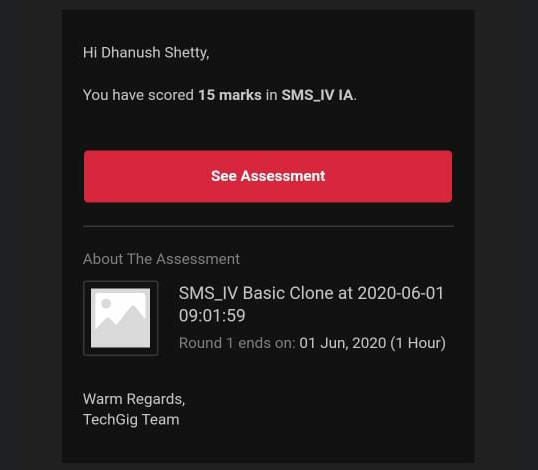 Hi Dhanush Shetty,
You have scored 15 marks in SMS_IV IA.
See Assessment
About The Assessment
SMS_IV Basic Clone at 2020-06-01
09:01:59
Round 1 ends on: 01 Jun, 2020 (1 Hour)
Warm Regards,
TechGig Team